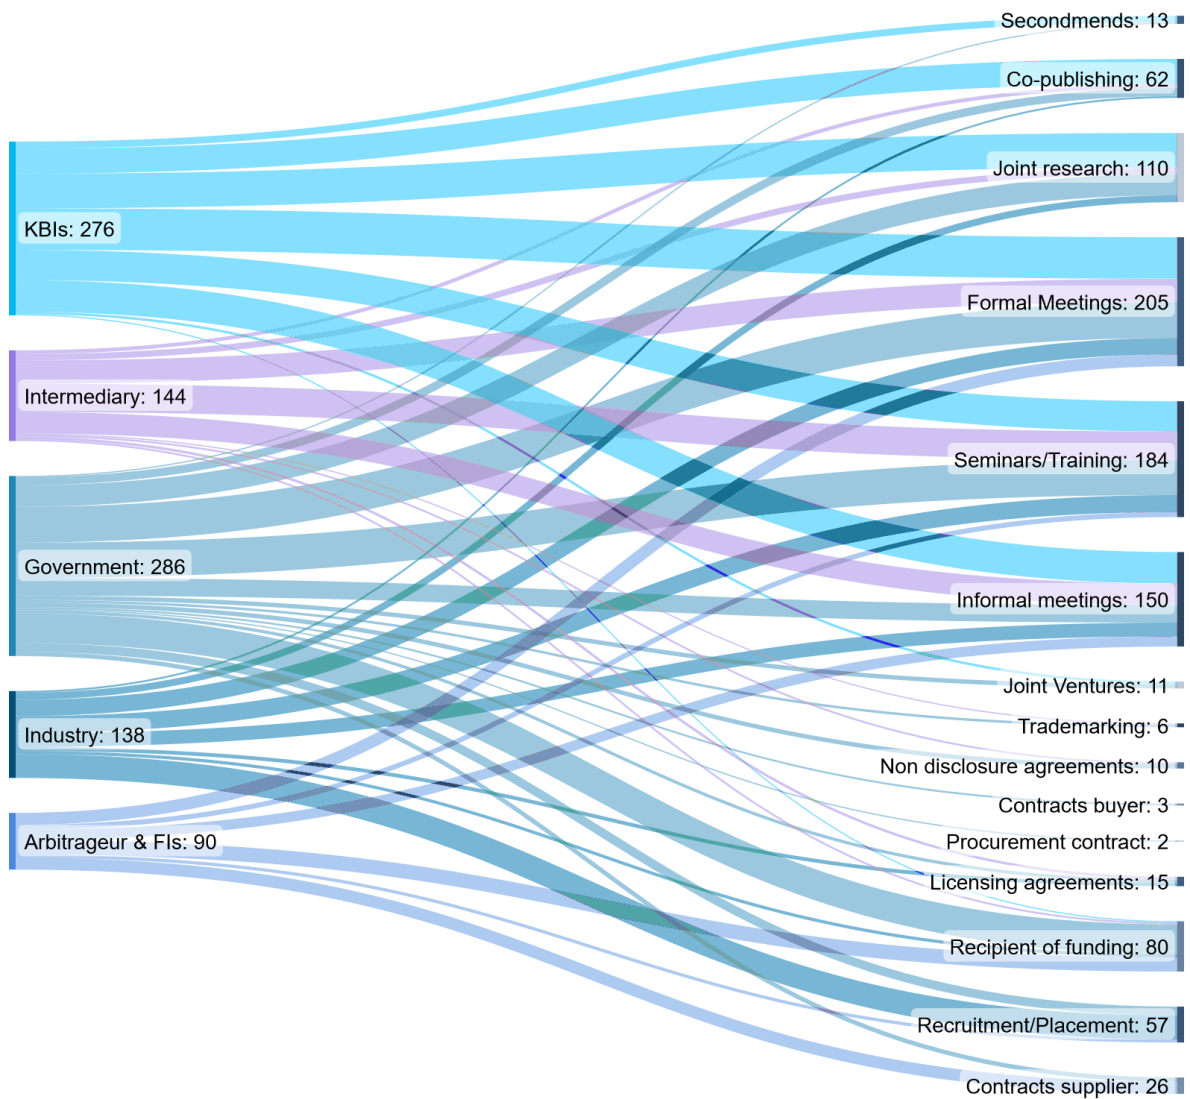 Secondmends: 13
Co-publishing: 62
Joint research: 110
KBIs: 276
Formal Meetings: 205
Intermediary: 144
Seminars/Training: 184
Government: 286
Informal meetings: 150
Joint Ventures: 11
Trademarking: 6
Industry: 138
Non disclosure agreements: 10
Contracts buyer: 3
Arbitrageur & FIs: 90
Procurement contract: 2
Licensing agreements: 15
Recipient of funding: 80
Recruitment/Placement: 57
Contracts supplier: 26